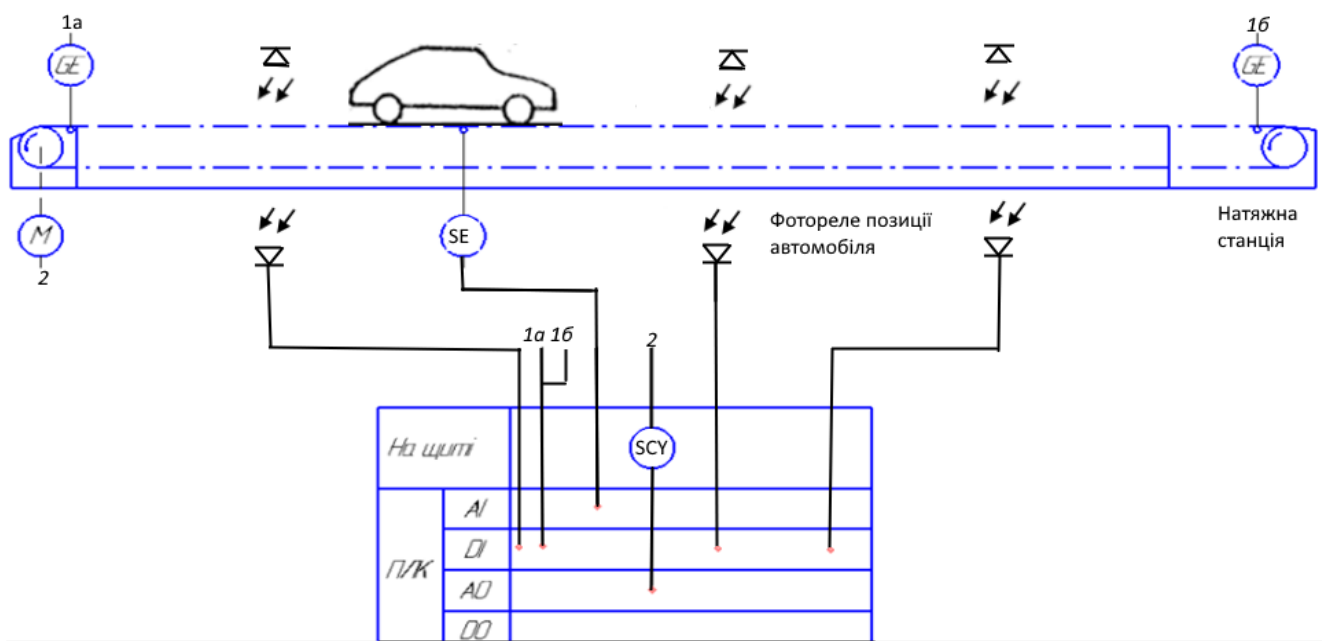 1а
1б
GE
GE
M
2
SE
Фотореле позиції
автомобіля
Натяжна
станція
1а 1б
2
На щиті
SCY
ПЛК
AI
DI
AO
DO